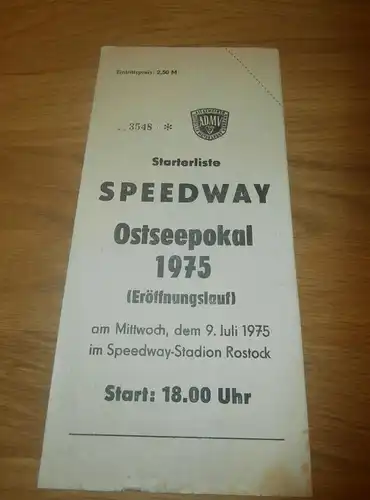 Eintrittspreis: 2,50 M
3548 *
ADMV
Starterliste
SPEEDWAY
Ostseepokal
1975
(Eröffnungslauf)
am Mittwoch, dem 9. Juli 1975
im Speedway-Stadion Rostock
Start: 18.00 Uhr